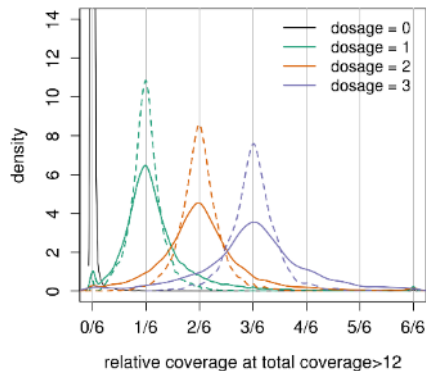 14
12
10
8
6
4
2
0
density
dosage = 0
dosage = 1
dosage = 2
dosage = 3
0/6 1/6 2/6 3/6 4/6 5/6 6/6
relative coverage at total coverage>12